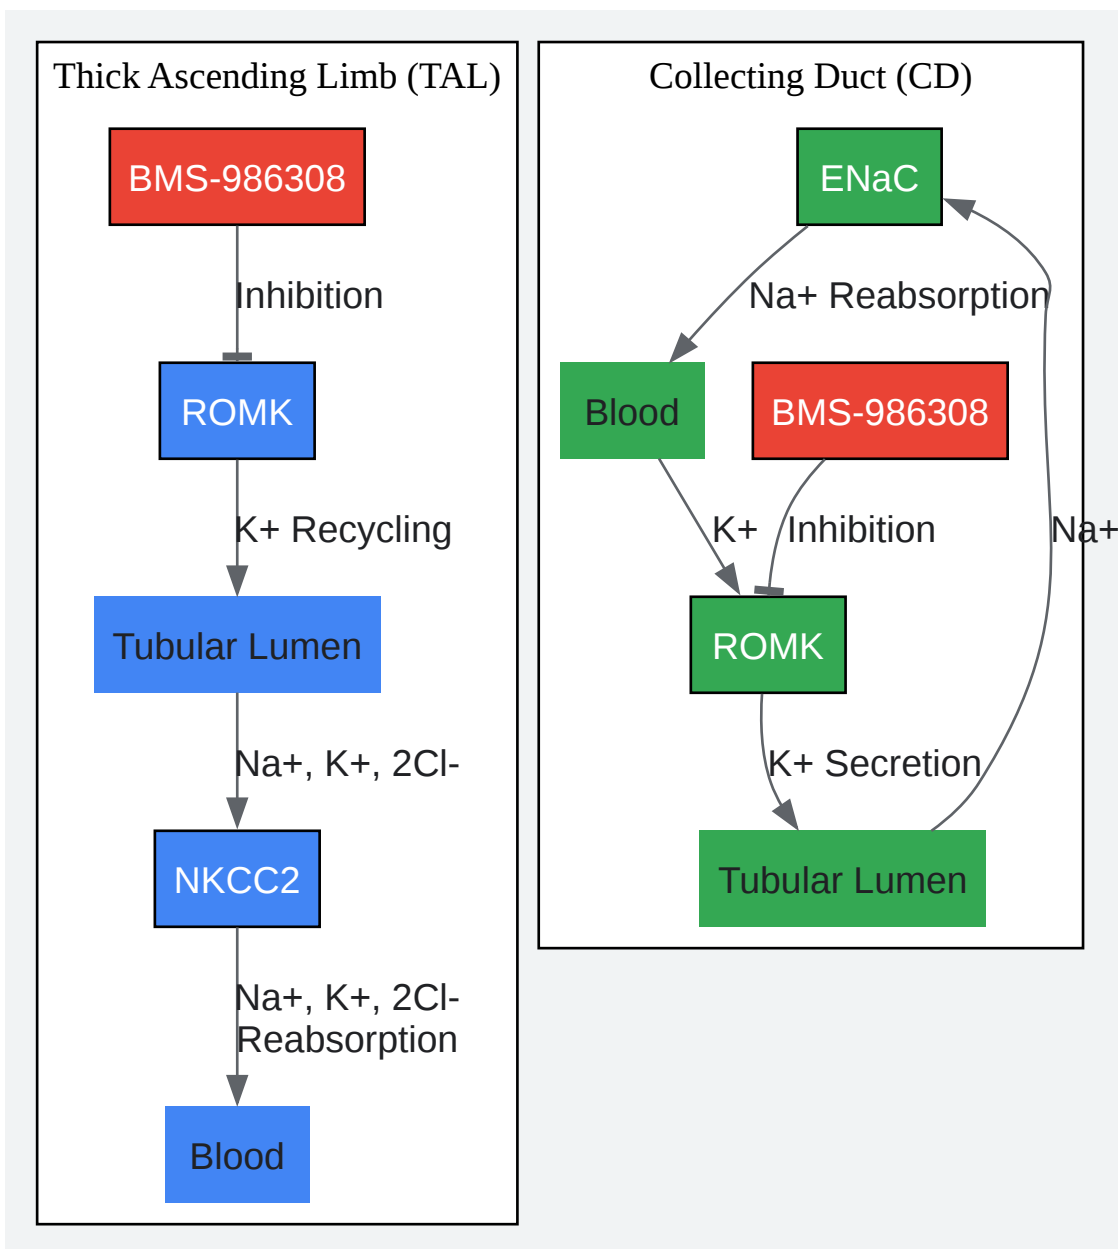 Thick Ascending Limb (TAL)
BMS-986308
Inhibition
ROMK
K+ Recycling
Tubular Lumen
Na+, K+, 2Cl-
NKCC2
Na+, K+, 2Cl-
Reabsorption
Blood
Collecting Duct (CD)
ENaC
Na+ Reabsorption
Blood
BMS-986308
K+
Inhibition
Na+
ROMK
K+ Secretion
Tubular Lumen